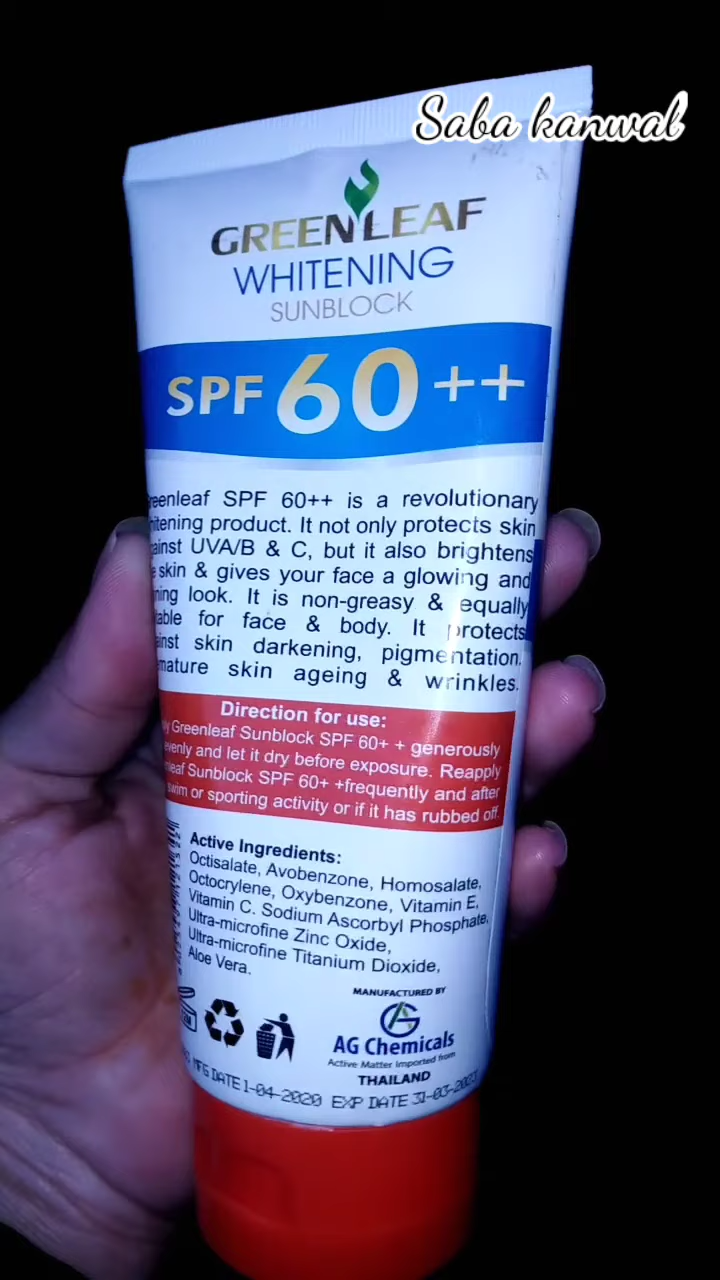 Saba kanwal
GREENLEAF
WHITENING
SUNBLOCK
SPF 60++
reenleaf SPF 60++ is a revolutionary
hitening product. It not only protects skin
ainst UVA/B & C, but it also brightens
e skin & gives your face a glowing and
ning look. It is non-greasy & equally
table for face & body. It protects
ainst skin darkening, pigmentation.
mature skin ageing & wrinkles.
Direction for use:
ly Greenleaf Sunblock SPF 60+ + generously
venly and let it dry before exposure. Reapply
leaf Sunblock SPF 60+ +frequently and after
swim or sporting activity or if it has rubbed off.
Active Ingredients:
Octisalate, Avobenzone, Homosalate,
Octocrylene, Oxybenzone, Vitamin E,
Vitamin C. Sodium Ascorbyl Phosphate,
Ultra-microfine Zinc Oxide,
Ultra-microfine Titanium Dioxide,
Aloe Vera.
MANUFACTURED BY
AG Chemicals
Active Matter Imported from
THAILAND
MFG DATE 1-04-2020 EXP DATE 31-03-2023